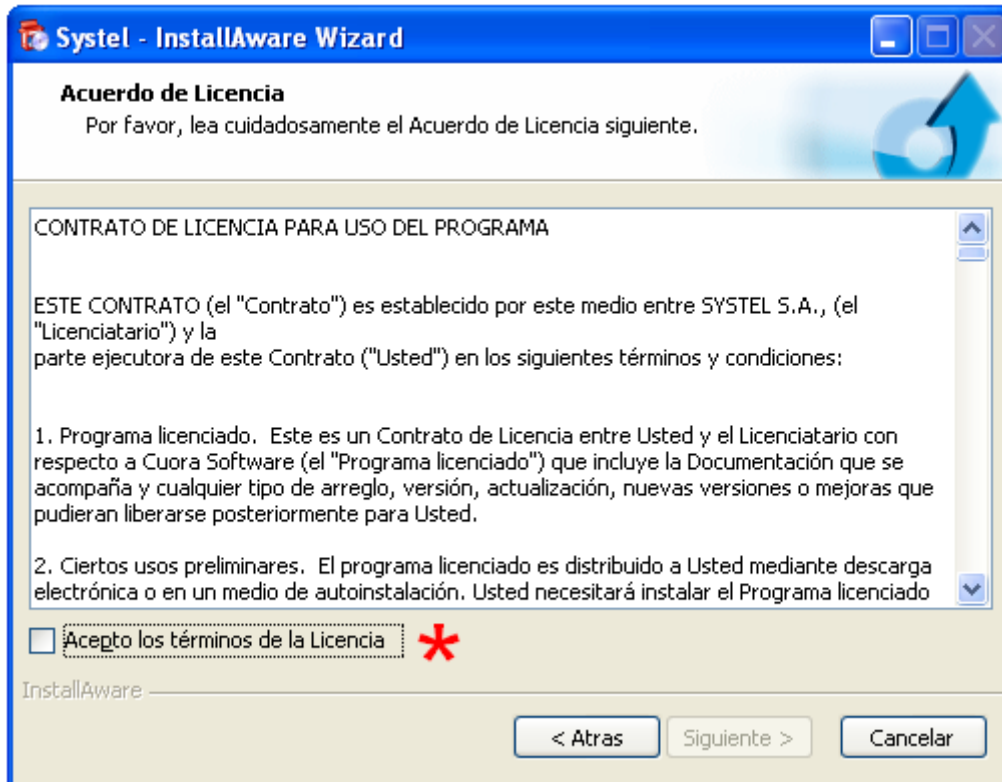 Systel - InstallAware Wizard
Acuerdo de Licencia
Por favor, lea cuidadosamente el Acuerdo de Licencia siguiente.
CONTRATO DE LICENCIA PARA USO DEL PROGRAMA
ESTE CONTRATO (el "Contrato") es establecido por este medio entre SYSTEL S.A., (el
"Licenciatario") y la
parte ejecutora de este Contrato ("Usted") en los siguientes términos y condiciones:
1. Programa licenciado.  Este es un Contrato de Licencia entre Usted y el Licenciatario con
respecto a Cuora Software (el "Programa licenciado") que incluye la Documentación que se
acompaña y cualquier tipo de arreglo, versión, actualización, nuevas versiones o mejoras que
pudieran liberarse posteriormente para Usted.
2. Ciertos usos preliminares.  El programa licenciado es distribuido a Usted mediante descarga
electrónica o en un medio de autoinstalación. Usted necesitará instalar el Programa licenciado
Acepto los términos de la Licencia *
InstallAware
< Atras Siguiente > Cancelar